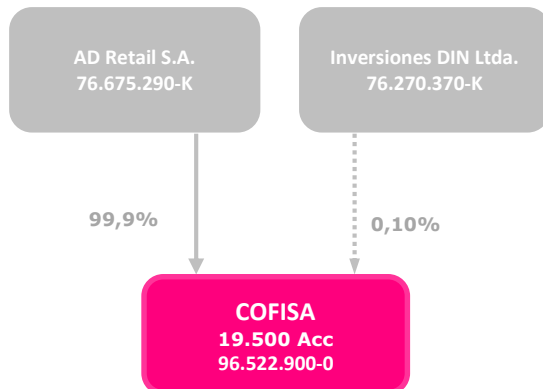 AD Retail S.A.
76.675.290-K
Inversiones DIN Ltda.
76.270.370-K
99,9%
0,10%
COFISA
19.500 Acc
96.522.900-0